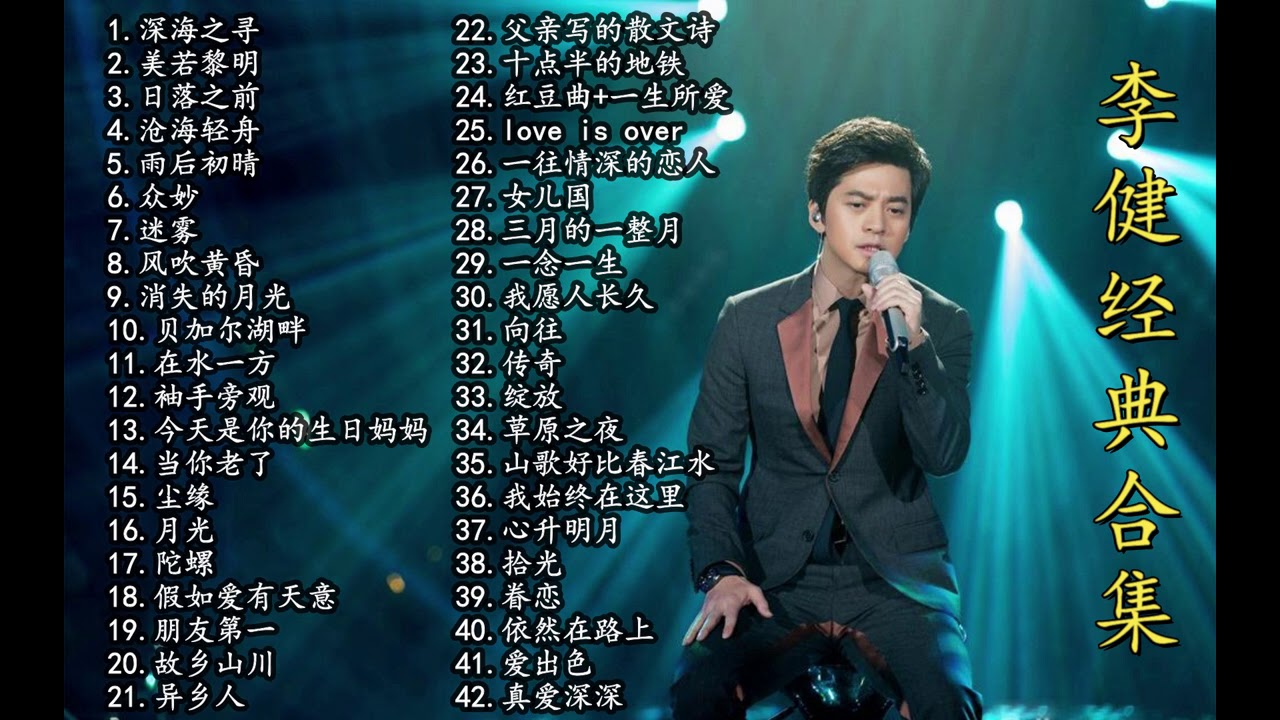 1. 深海之寻
2. 美若黎明
3. 日落之前
4. 沧海轻舟
5. 雨后初晴
6. 众妙
7. 迷雾
8. 风吹黄昏
9. 消失的月光
10. 贝加尔湖畔
11. 在水一方
12. 袖手旁观
13. 今天是你的生日妈妈
14. 当你老了
15. 尘缘
16. 月光
17. 陀螺
18. 假如爱有天意
19. 朋友第一
20. 故乡山川
21. 异乡人
22. 父亲写的散文诗
23. 十点半的地铁
24. 红豆曲+一生所爱
25. love is over
26. 一往情深的恋人
27. 女儿国
28. 三月的一整月
29. 一念一生
30. 我愿人长久
31. 向往
32. 传奇
33. 绽放
34. 草原之夜
35. 山歌好比春江水
36. 我始终在这里
37. 心升明月
38. 拾光
39. 眷恋
40. 依然在路上
41. 爱出色
42. 真爱深深
李健经典合集